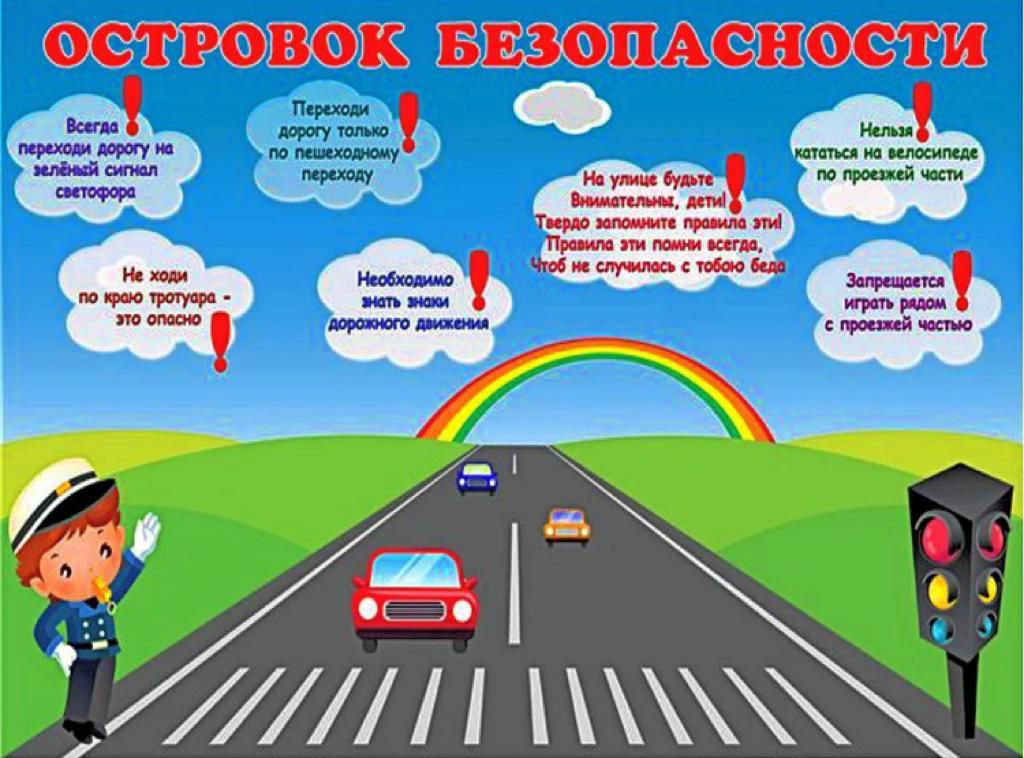 ОСТРОВОК БЕЗОПАСНОСТИ
Всегда
переходи дорогу на
зелёный сигнал
светофора
Переходи
дорогу только
по пешеходному
переходу
На улице будьте
Внимательны, дети!
Твердо запомните правила эти!
Правила эти помни всегда,
Чтоб не случилась с тобою беда
Нельзя
кататься на велосипеде
по проезжей части
Не ходи
по краю тротуара -
это опасно
Необходимо
знать знаки
дорожного движения
Запрещается
играть рядом
с проезжей частью